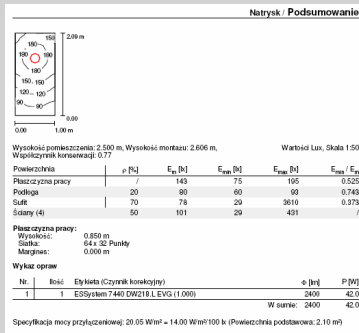 Natrysk / Podsumowanie
150
180
2.09 m
180
180
180
150
120
120
90
90
0.00
0.00
1.00 m
Wysokość pomieszczenia: 2.500 m, Wysokość montażu: 2.606 m, Współczynnik konserwacji: 0.77
Wartości Lux, Skala 1:50
Powierzchnia ρ [%] Em [lx] Emin [lx] Emax [lx] Emin / Em
Płaszczyzna pracy / 143 75 195 0.525
Podłoga 20 80 60 93 0.743
Sufit 70 78 29 3610 0.373
Ściany (4) 50 101 29 431 /
Płaszczyzna pracy:
Wysokość: 0.850 m
Siatka: 64 x 32 Punkty
Margines: 0.000 m
Wykaz opraw
Nr. Ilość Etykieta (Czynnik korekcyjny) Φ [lm] P [W]
1 1 ESSystem 7440 DW218.L EVG (1.000) 2400 42.0
W sumie: 2400 42.0
Specyfikacja mocy przyłączeniowej: 20.05 W/m² = 14.00 W/m²/100 lx (Powierzchnia podstawowa: 2.10 m²)